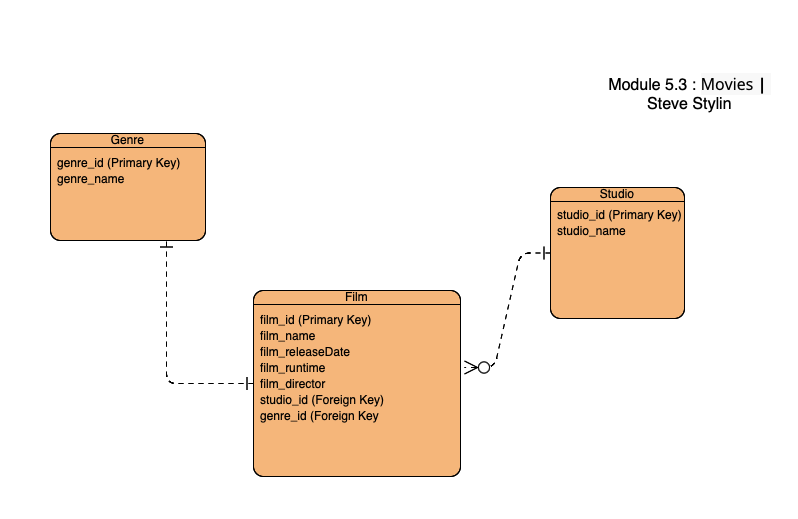 Module 5.3 : Movies |
Steve Stylin
Genre
genre_id (Primary Key)
genre_name
Studio
studio_id (Primary Key)
studio_name
Film
film_id (Primary Key)
film_name
film_releaseDate
film_runtime
film_director
studio_id (Foreign Key)
genre_id (Foreign Key